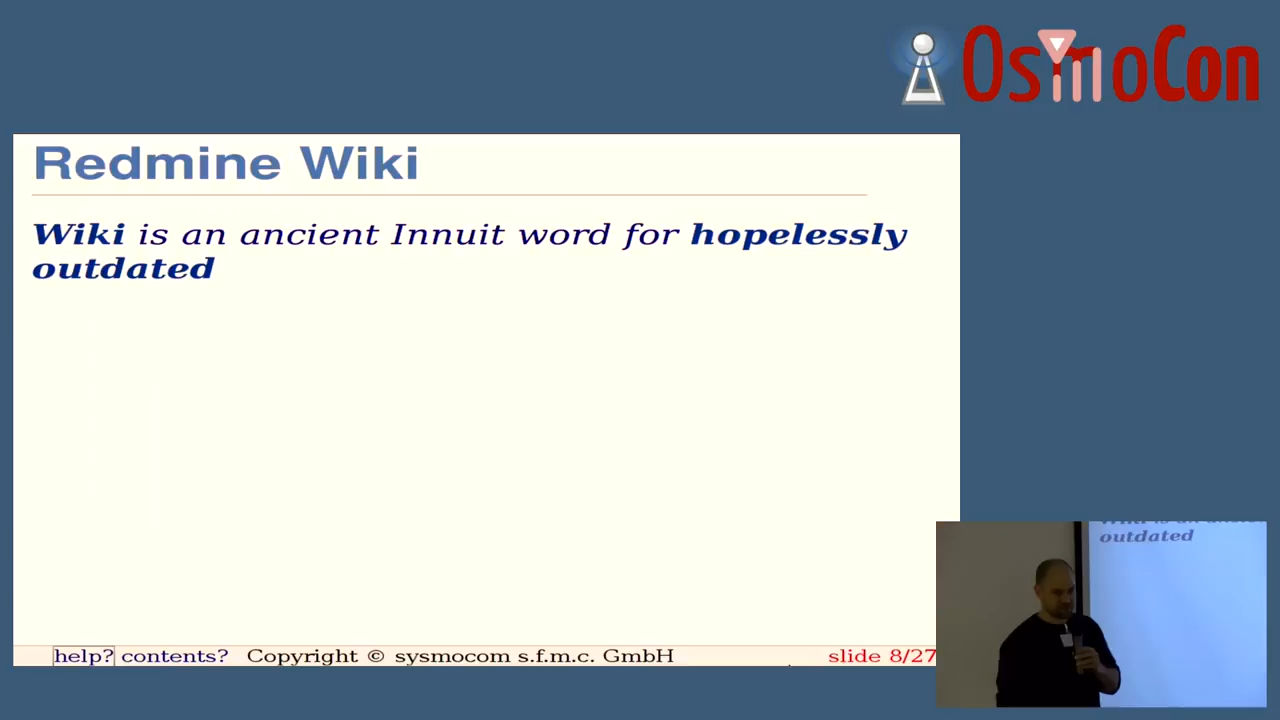 OsmoCon
Redmine Wiki
Wiki is an ancient Innuit word for hopelessly
outdated
help? contents? Copyright © sysmocom s.f.m.c. GmbH slide 8/27
outdated